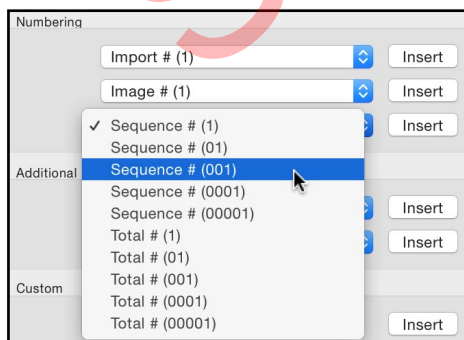 Numbering
Import # (1) Insert
Image # (1) Insert
✓ Sequence # (1) Insert
Sequence # (01)
Sequence # (001)
Additional
Sequence # (0001)
Sequence # (00001) Insert
Total # (1)
Total # (01) Insert
Total # (001)
Custom
Total # (0001)
Total # (00001) Insert